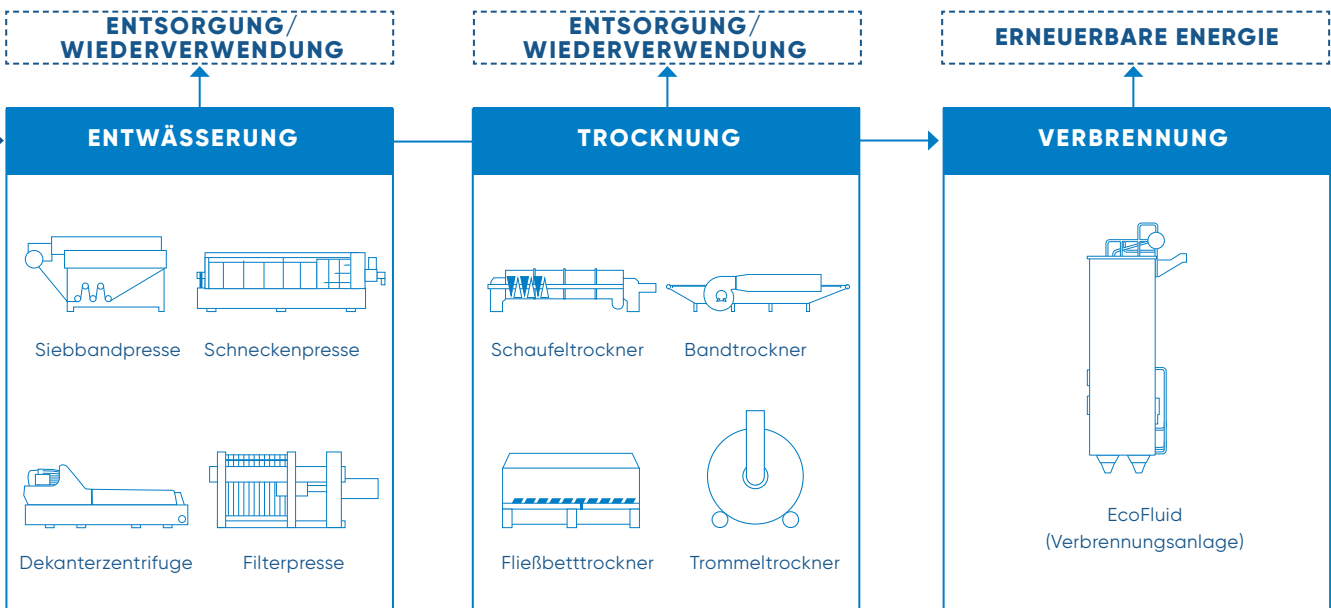 ENTSORGUNG/
WIEDERVERWENDUNG
ENTSORGUNG/
WIEDERVERWENDUNG
ERNEUERBARE ENERGIE
ENTWÄSSERUNG
TROCKNUNG
VERBRENNUNG
Siebbandpresse
Schneckenpresse
Schaufeltrockner
Bandtrockner
Dekanterzentrifuge
Filterpresse
Fließbetttrockner
Trommeltrockner
EcoFluid
(Verbrennungsanlage)